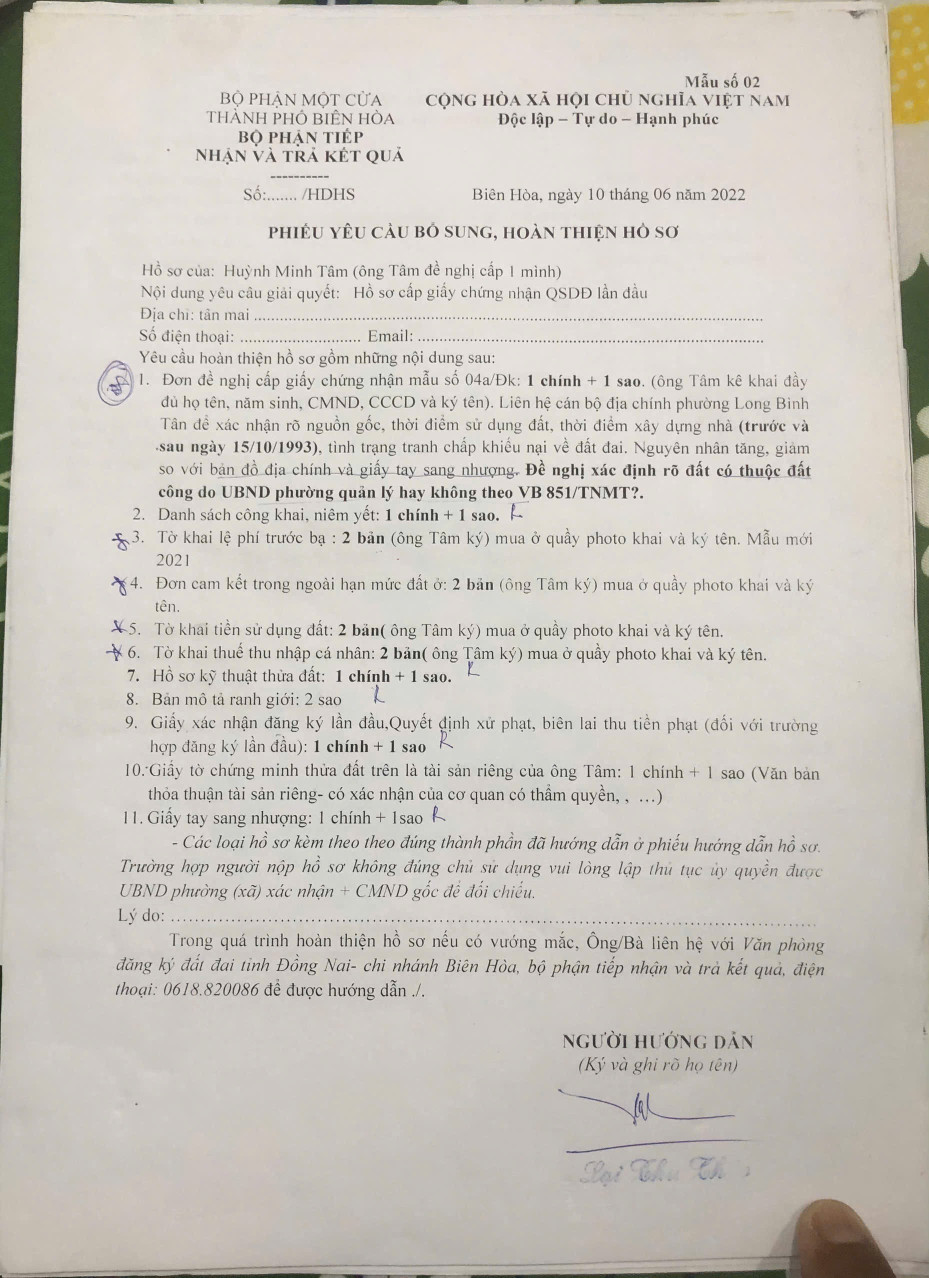 Mẫu số 02
BỘ PHẬN MỘT CỬA
THÀNH PHỐ BIÊN HÒA
BỘ PHẬN TIẾP
NHẬN VÀ TRẢ KẾT QUẢ
----------
CỘNG HÒA XÃ HỘI CHỦ NGHĨA VIỆT NAM
Độc lập – Tự do – Hạnh phúc
Số:....... /HDHS
Biên Hòa, ngày 10 tháng 06 năm 2022
PHIẾU YÊU CẦU BỔ SUNG, HOÀN THIỆN HỒ SƠ
Hồ sơ của: Huỳnh Minh Tâm (ông Tâm đề nghị cấp 1 mình)
Nội dung yêu cầu giải quyết: Hồ sơ cấp giấy chứng nhận QSDĐ lần đầu
Địa chỉ: tân mai ........................................
Số điện thoại: ............................ Email: ........................................
Yêu cầu hoàn thiện hồ sơ gồm những nội dung sau:
1. Đơn đề nghị cấp giấy chứng nhận mẫu số 04a/Đk: 1 chính + 1 sao. (ông Tâm kê khai đầy
đủ họ tên, năm sinh, CMND, CCCD và ký tên). Liên hệ cán bộ địa chính phường Long Bình
Tân để xác nhận rõ nguồn gốc, thời điểm sử dụng đất, thời điểm xây dựng nhà (trước và
sau ngày 15/10/1993), tình trạng tranh chấp khiếu nại về đất đai. Nguyên nhân tăng, giảm
so với bản đồ địa chính và giấy tay sang nhượng. Đề nghị xác định rõ đất có thuộc đất
công do UBND phường quản lý hay không theo VB 851/TNMT?.
2. Danh sách công khai, niêm yết: 1 chính + 1 sao. R
3. Tờ khai lệ phí trước bạ : 2 bản (ông Tâm ký) mua ở quầy photo khai và ký tên. Mẫu mới
2021
4. Đơn cam kết trong ngoài hạn mức đất ở: 2 bản (ông Tâm ký) mua ở quầy photo khai và ký
tên.
5. Tờ khai tiền sử dụng đất: 2 bản( ông Tâm ký) mua ở quầy photo khai và ký tên.
6. Tờ khai thuế thu nhập cá nhân: 2 bản( ông Tâm ký) mua ở quầy photo khai và ký tên.
7. Hồ sơ kỹ thuật thửa đất: 1 chính + 1 sao. R
8. Bản mô tả ranh giới: 2 sao R
9. Giấy xác nhận đăng ký lần đầu,Quyết định xử phạt, biên lai thu tiền phạt (đối với trường
hợp đăng ký lần đầu): 1 chính + 1 sao R
10. Giấy tờ chứng minh thửa đất trên là tài sản riêng của ông Tâm: 1 chính + 1 sao (Văn bản
thỏa thuận tài sản riêng- có xác nhận của cơ quan có thẩm quyền, , …)
11. Giấy tay sang nhượng: 1 chính + 1sao R
- Các loại hồ sơ kèm theo theo đúng thành phần đã hướng dẫn ở phiếu hướng dẫn hồ sơ.
Trường hợp người nộp hồ sơ không đúng chủ sử dụng vui lòng lập thủ tục ủy quyền được
UBND phường (xã) xác nhận + CMND gốc để đối chiếu.
Lý do: ........................................
Trong quá trình hoàn thiện hồ sơ nếu có vướng mắc, Ông/Bà liên hệ với Văn phòng
đăng ký đất đai tỉnh Đồng Nai- chi nhánh Biên Hòa, bộ phận tiếp nhận và trả kết quả, điện
thoại: 0618.820086 để được hướng dẫn ./.
NGƯỜI HƯỚNG DẪN
(Ký và ghi rõ họ tên)
Lại Thu